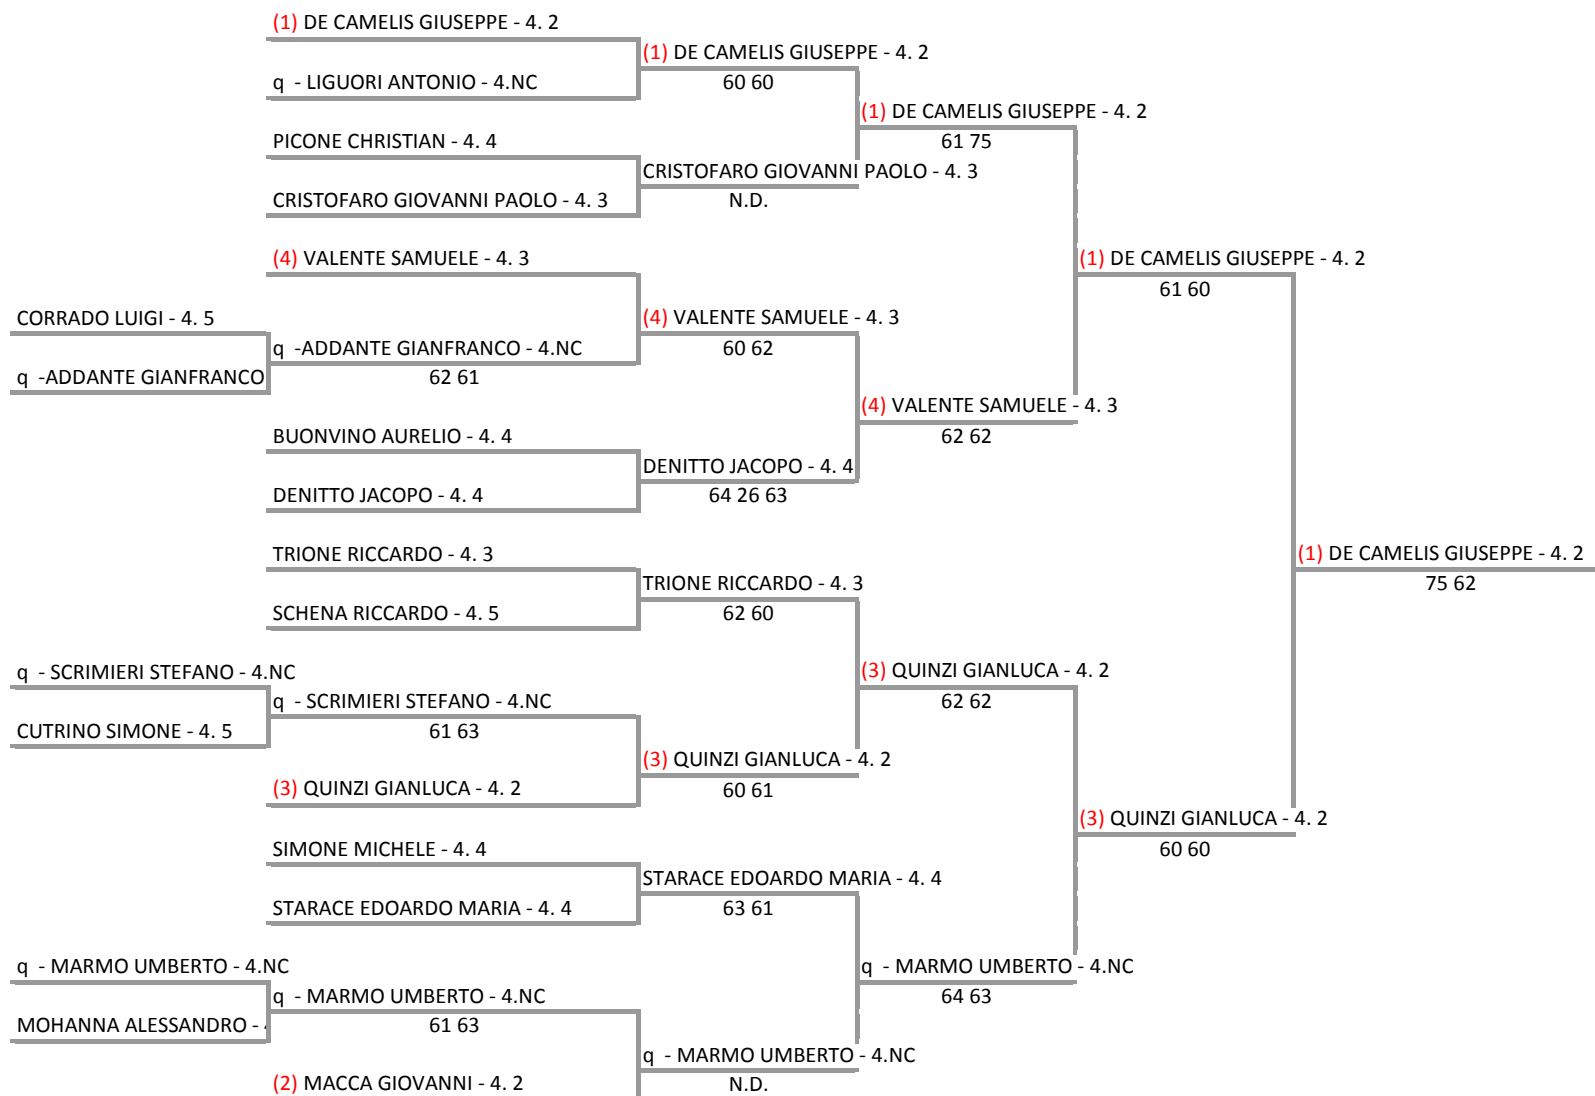 (1) DE CAMELIS GIUSEPPE - 4. 2
(1) DE CAMELIS GIUSEPPE - 4. 2
q - LIGUORI ANTONIO - 4.NC
60 60
(1) DE CAMELIS GIUSEPPE - 4. 2
PICONE CHRISTIAN - 4. 4
61 75
CRISTOFARO GIOVANNI PAOLO - 4. 3
CRISTOFARO GIOVANNI PAOLO - 4. 3
N.D.
(4) VALENTE SAMUELE - 4. 3
(1) DE CAMELIS GIUSEPPE - 4. 2
61 60
CORRADO LUIGI - 4. 5
(4) VALENTE SAMUELE - 4. 3
q -ADDANTE GIANFRANCO - 4.NC
60 62
q -ADDANTE GIANFRANCO
62 61
(4) VALENTE SAMUELE - 4. 3
BUONVINO AURELIO - 4. 4
62 62
DENITTO JACOPO - 4. 4
DENITTO JACOPO - 4. 4
64 26 63
TRIONE RICCARDO - 4. 3
(1) DE CAMELIS GIUSEPPE - 4. 2
TRIONE RICCARDO - 4. 3
75 62
SCHENA RICCARDO - 4. 5
62 60
q - SCRIMIERI STEFANO - 4.NC
(3) QUINZI GIANLUCA - 4. 2
q - SCRIMIERI STEFANO - 4.NC
62 62
CUTRINO SIMONE - 4. 5
61 63
(3) QUINZI GIANLUCA - 4. 2
(3) QUINZI GIANLUCA - 4. 2
60 61
(3) QUINZI GIANLUCA - 4. 2
SIMONE MICHELE - 4. 4
60 60
STARACE EDOARDO MARIA - 4. 4
STARACE EDOARDO MARIA - 4. 4
63 61
q - MARMO UMBERTO - 4.NC
q - MARMO UMBERTO - 4.NC
q - MARMO UMBERTO - 4.NC
64 63
MOHANNA ALESSANDRO -
61 63
q - MARMO UMBERTO - 4.NC
(2) MACCA GIOVANNI - 4. 2
N.D.